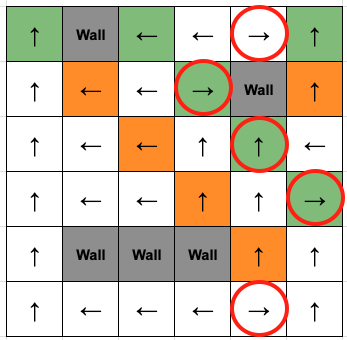 ↑ Wall ← ← → ↑
↑ ← ← → Wall ↑
↑ ← ← ↑ ↑ ←
↑ ← ← ↑ ↑ →
↑ Wall Wall Wall ↑ ↑
↑ ← ← ← → ↑